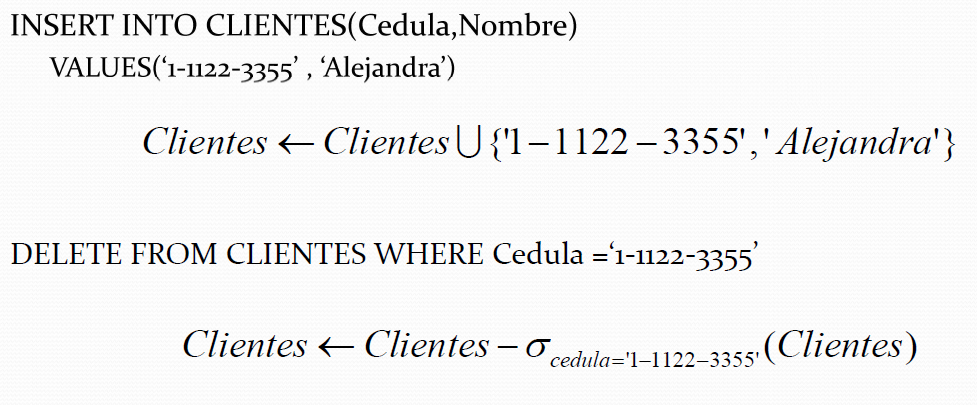 INSERT INTO CLIENTES(Cedula,Nombre)
VALUES(‘1-1122-3355’ , ‘Alejandra’)
Clientes ← Clientes ⋃ {'1−1122−3355',' Alejandra'}
DELETE FROM CLIENTES WHERE Cedula =‘1-1122-3355’
Clientes ← Clientes − σ cedula='1−1122−3355' (Clientes)